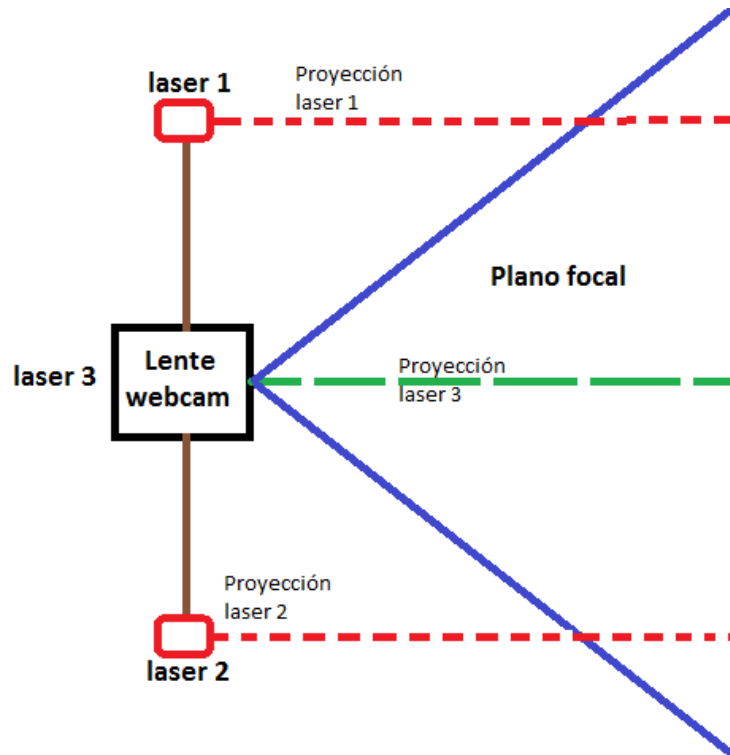 laser 1
Proyección
laser 1
Plano focal
laser 3
Lente
webcam
Proyección
laser 3
Proyección
laser 2
laser 2